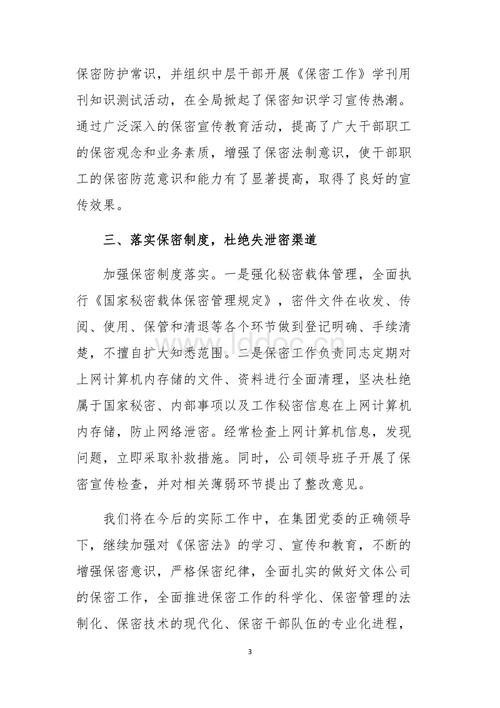 保密防护常识，并组织中层干部开展《保密工作》学刊用
刊知识测试活动，在全局掀起了保密知识学习宣传热潮。
通过广泛深入的保密宣传教育活动，提高了广大干部职工
的保密观念和业务素质，增强了保密法制意识，使干部职
工的保密防范意识和能力有了显著提高，取得了良好的宣
传效果。
三、落实保密制度，杜绝失泄密渠道
加强保密制度落实。一是强化秘密载体管理，全面执
行《国家秘密载体保密管理规定》，密件文件在收发、传
阅、使用、保管和清退等各个环节做到登记明确、手续清
楚，不擅自扩大知悉范围。二是保密工作负责同志定期对
上网计算机内存储的文件、资料进行全面清理，坚决杜绝
属于国家秘密、内部事项以及工作秘密信息在上网计算机
内存储，防止网络泄密。经常检查上网计算机信息，发现
问题，立即采取补救措施。同时，公司领导班子开展了保
密宣传检查，并对相关薄弱环节提出了整改意见。
我们将在今后的实际工作中，在集团党委的正确领导
下，继续加强对《保密法》的学习、宣传和教育，不断的
增强保密意识，严格保密纪律，全面扎实的做好文体公司
的保密工作，全面推进保密工作的科学化、保密管理的法
制化、保密技术的现代化、保密干部队伍的专业化进程，
3
www.lddoc.cn